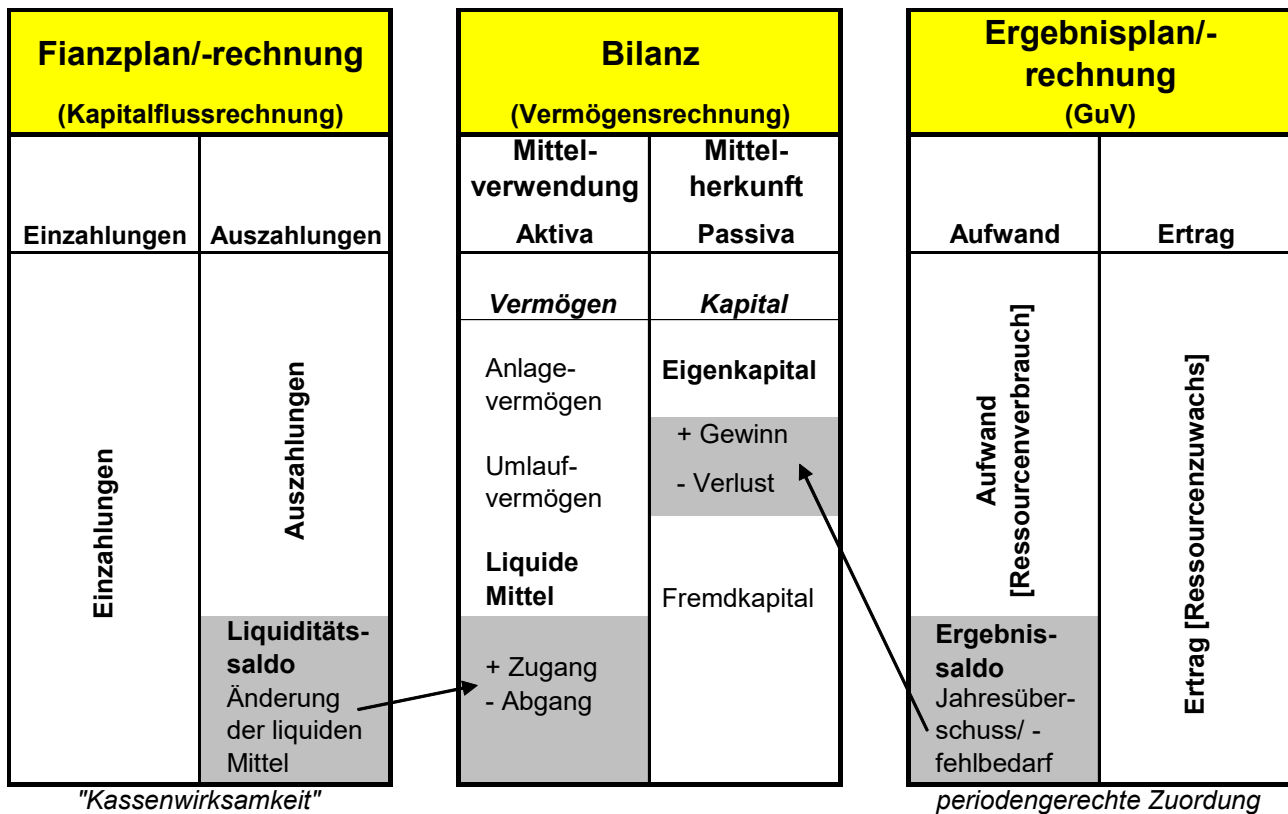 Fianzplan/-rechnung
(Kapitalflussrechnung)
Einzahlungen
Auszahlungen
Einzahlungen
Auszahlungen
Liquiditäts-
saldo
Änderung
der liquiden
Mittel
"Kassenwirksamkeit"
Bilanz
(Vermögensrechnung)
Mittel-
verwendung
Aktiva
Mittel-
herkunft
Passiva
Vermögen
Anlage-
vermögen
Umlauf-
vermögen
Liquide
Mittel
+ Zugang
- Abgang
Kapital
Eigenkapital
+ Gewinn
- Verlust
Fremdkapital
Ergebnisplan/-
rechnung
(GuV)
Aufwand
Ertrag
Aufwand
[Ressourcenverbrauch]
Ergebnis-
saldo
Jahresüber-
schuss/ -
fehlbedarf
Ertrag [Ressourcenzuwachs]
periodengerechte Zuordung